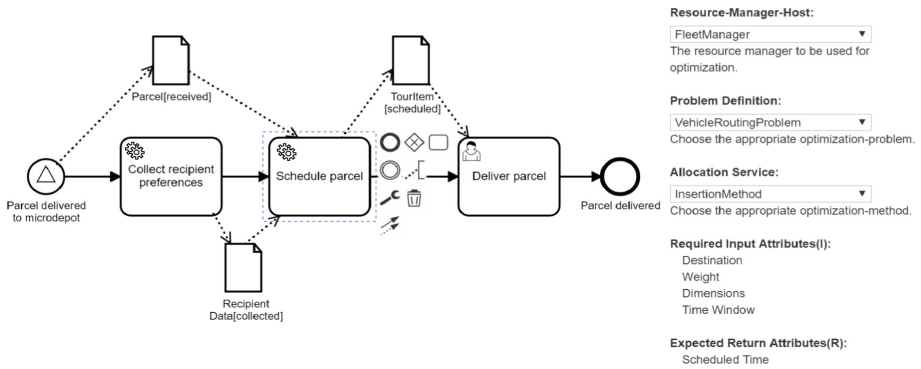 Parcel[received]
TourItem
[scheduled]
Collect recipient
preferences
Schedule parcel
Deliver parcel
Parcel delivered
to microdepot
Parcel delivered
Recipient
Data[collected]
Resource-Manager-Host:
FleetManager
The resource manager to be used for
optimization.
Problem Definition:
VehicleRoutingProblem
Choose the appropriate optimization-problem.
Allocation Service:
InsertionMethod
Choose the appropriate optimization-method.
Required Input Attributes(I):
Destination
Weight
Dimensions
Time Window
Expected Return Attributes(R):
Scheduled Time